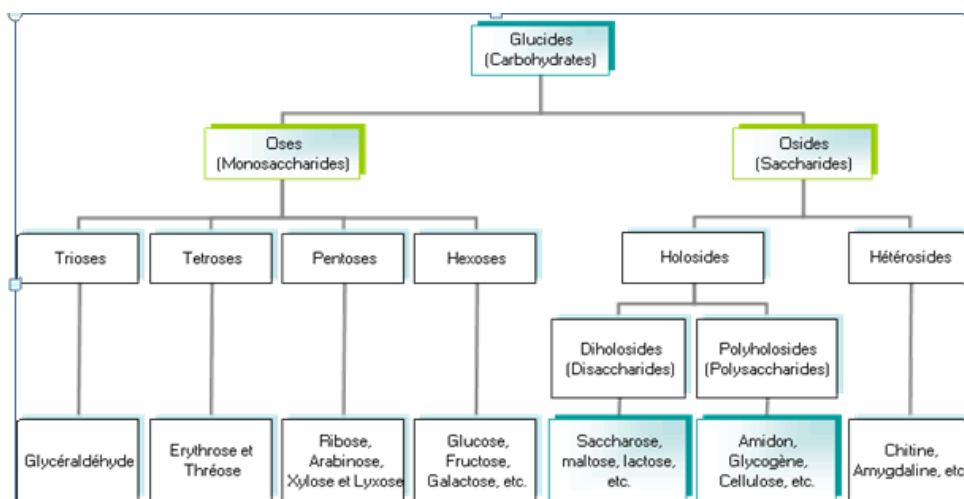 Glucides
(Carbohydrates)
Oses
(Monosaccharides)
Osides
(Saccharides)
Trioses
Tetroses
Pentoses
Hexoses
Holosides
Hétérosides
Diholosides
(Disaccharides)
Polyholosides
(Polysaccharides)
Glycéraldéhyde
Erythrose et
Thréose
Ribose,
Arabinose,
Xylose et Lyxose
Glucose,
Fructose,
Galactose, etc.
Saccharose,
maltose, lactose,
etc.
Amidon,
Glycogène,
Cellulose, etc.
Chitine,
Amygdaline, etc